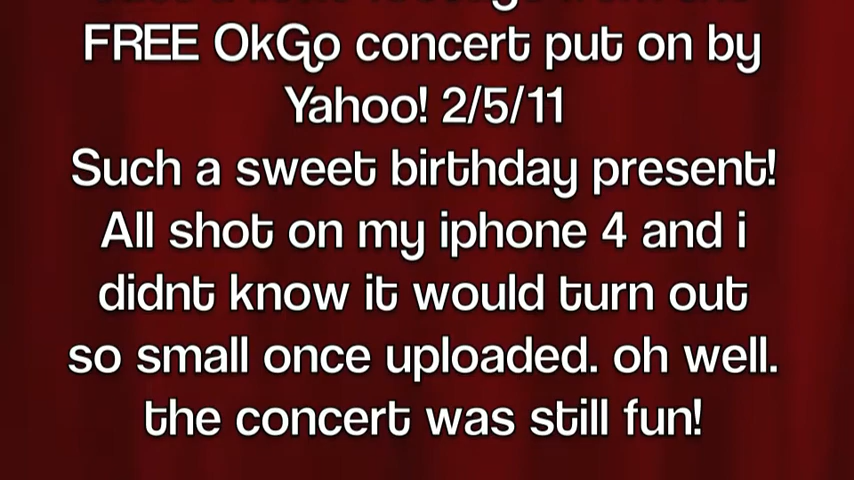 FREE OkGo concert put on by
Yahoo! 2/5/11
Such a sweet birthday present!
All shot on my iphone 4 and i
didnt know it would turn out
so small once uploaded. oh well.
the concert was still fun!